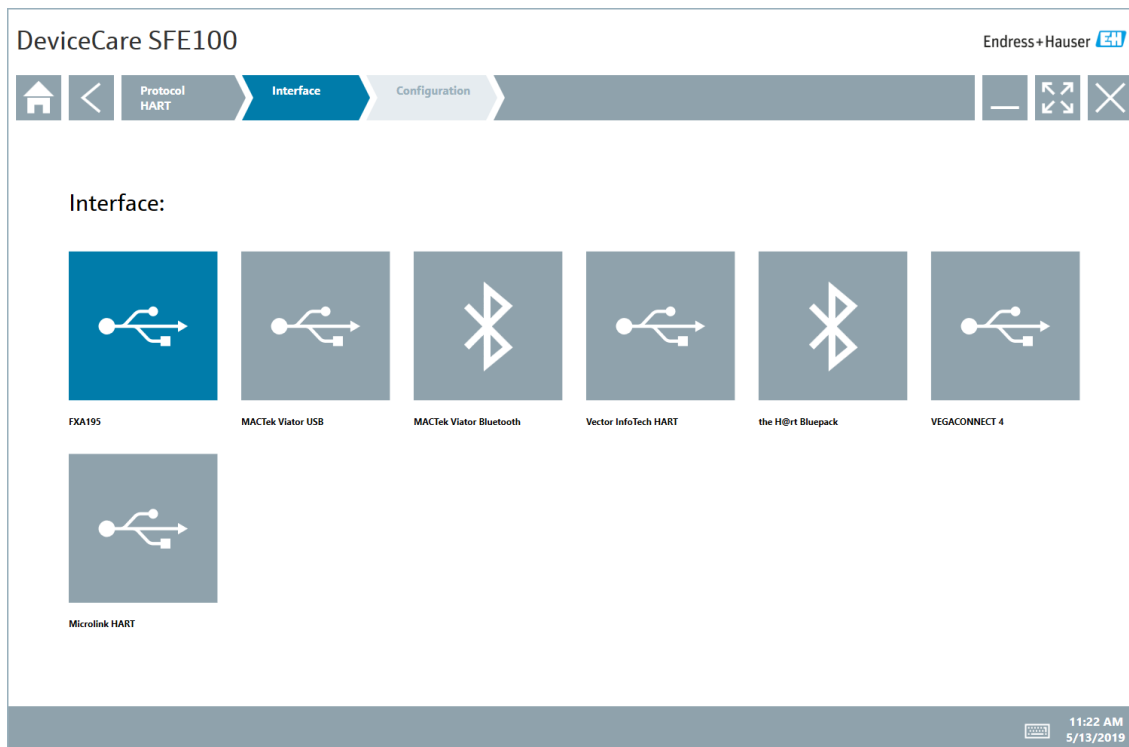 DeviceCare SFE100
Endress+Hauser EH
Protocol
HART
Interface
Configuration
Interface:
FXA195
MACTek Viator USB
MACTek Viator Bluetooth
Vector InfoTech HART
the H@rt Bluepack
VEGACONNECT 4
Microlink HART
11:22 AM
5/13/2019